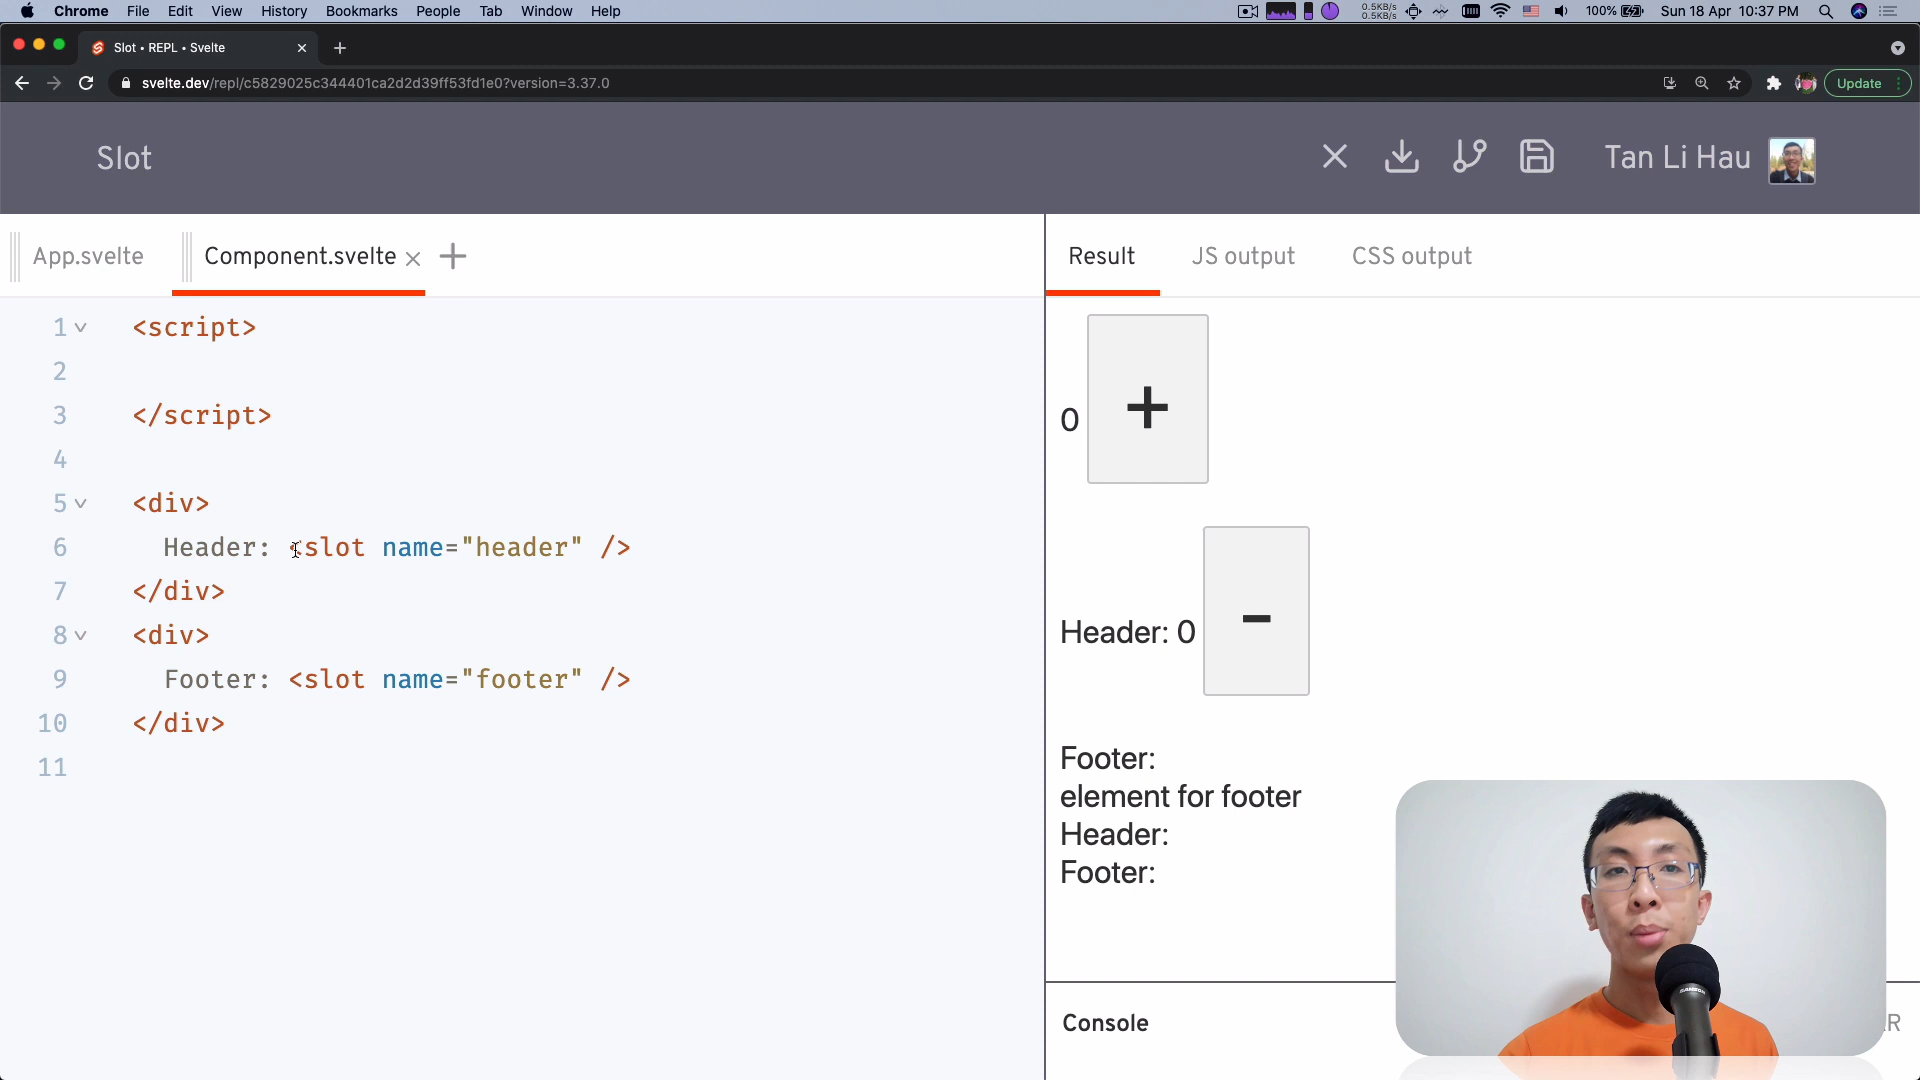 Chrome File Edit View History Bookmarks People Tab Window Help
0.5KB/s
0.5KB/s
100% Sun 18 Apr 10:37 PM
Slot • REPL • Svelte
svelte.dev/repl/c5829025c344401ca2d2d39ff53fd1e0?version=3.37.0
Update
Slot
Tan Li Hau
App.svelte
Component.svelte
1 <script>
2
3 </script>
4
5 <div>
6 Header: <slot name="header" />
7 </div>
8 <div>
9 Footer: <slot name="footer" />
10 </div>
11
Result JS output CSS output
0 +
Header: 0 -
Footer:
element for footer
Header:
Footer:
Console